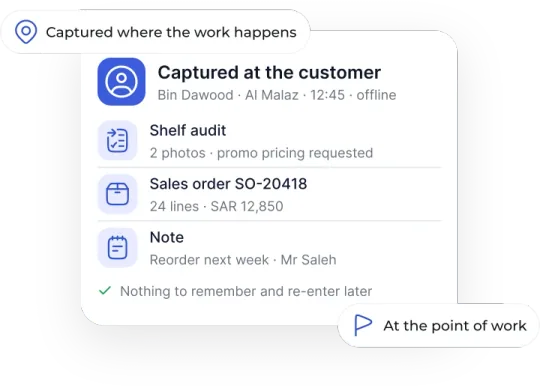 Captured where the work happens
Captured at the customer
Bin Dawood · Al Malaz · 12:45 · offline
Shelf audit
2 photos · promo pricing requested
Sales order SO-20418
24 lines · SAR 12,850
Note
Reorder next week · Mr Saleh
Nothing to remember and re-enter later
At the point of work